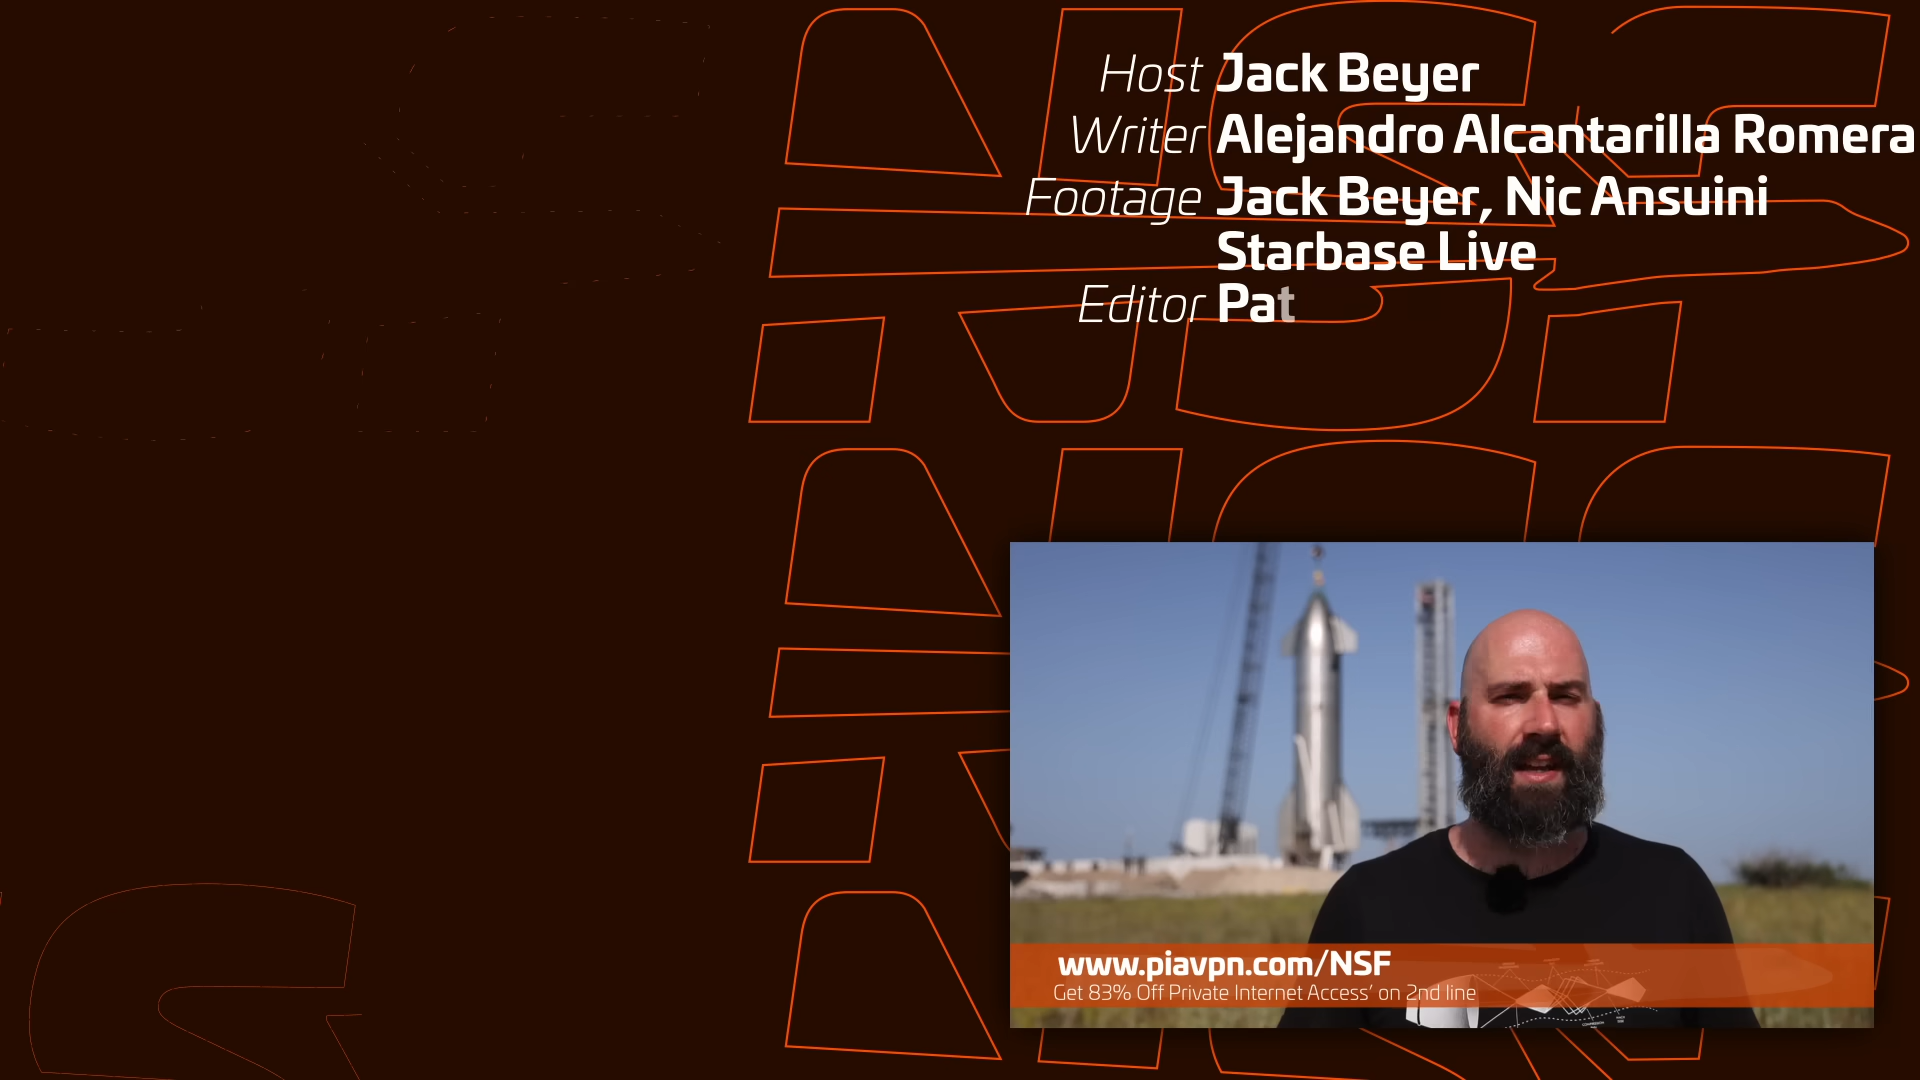 Host Jack Beyer
Writer Alejandro Alcantarilla Romera
Footage Jack Beyer, Nic Ansuini
Starbase Live
Editor Pat
www.piavpn.com/NSF
Get 83% Off Private Internet Access' on 2nd line